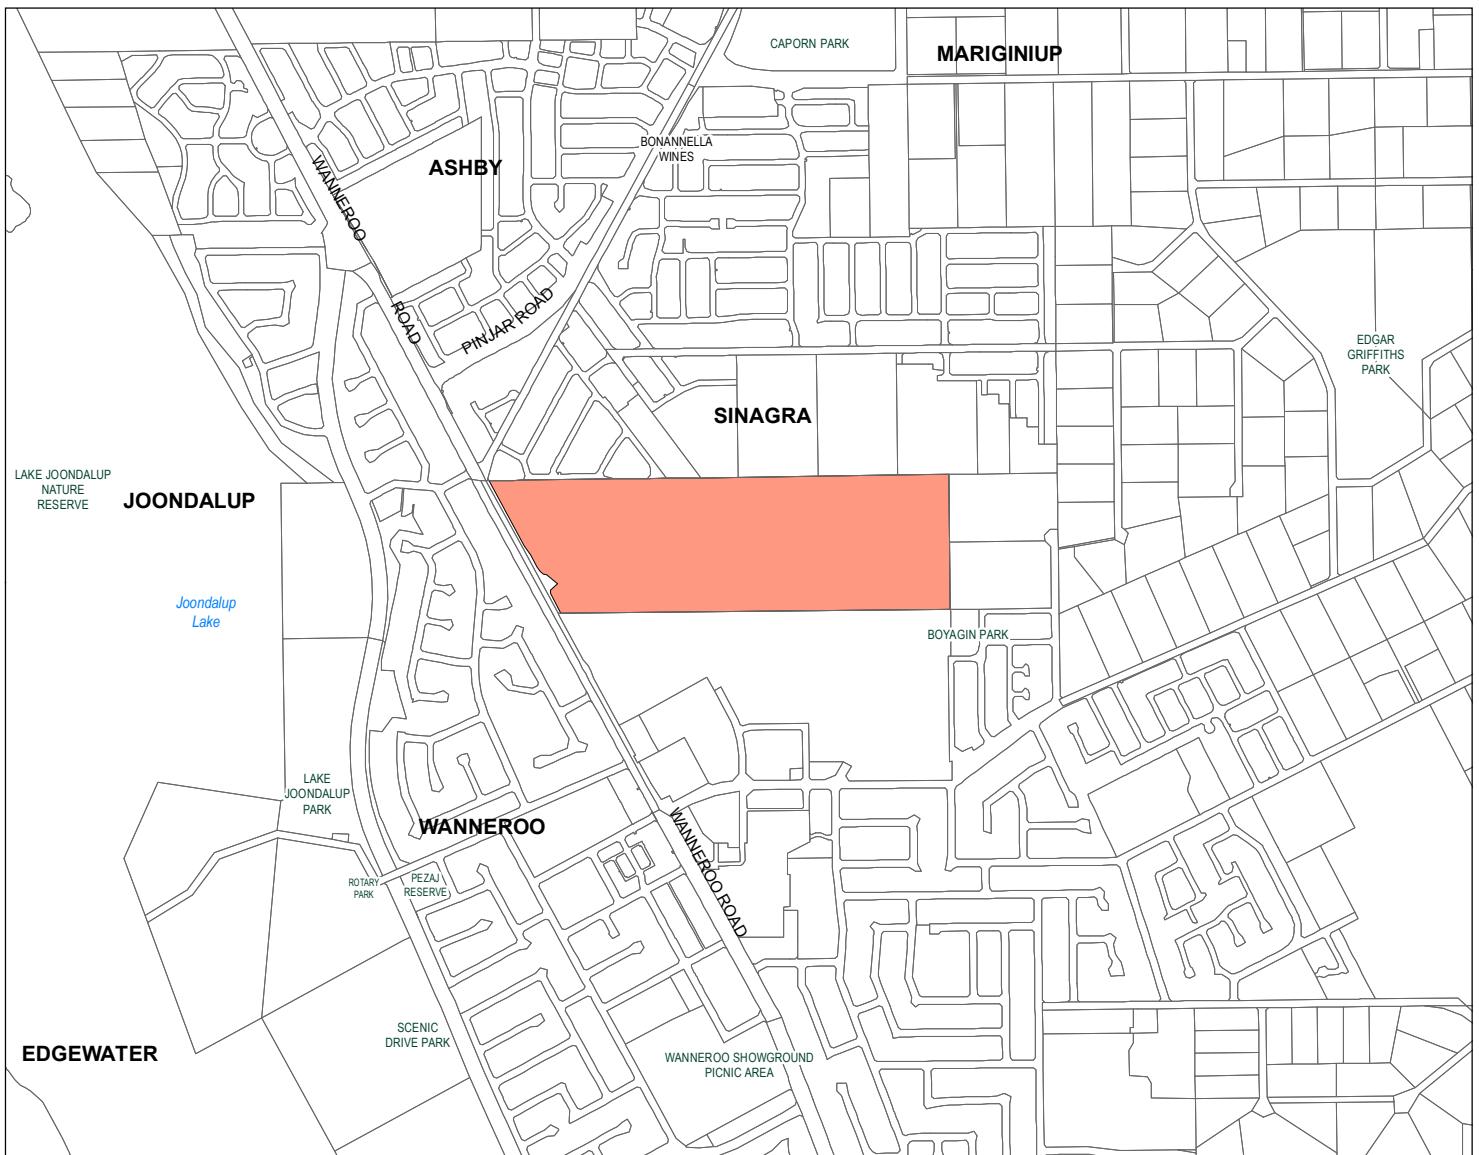 CAPORN PARK
MARIGINIUP
BONANNELLA
WINES
ASHBY
WANNEROO
ROAD
PINJAR ROAD
EDGAR
GRIFFITHS
PARK
SINAGRA
LAKE JOONDALUP
NATURE
RESERVE
JOONDALUP
Joondalup
Lake
BOYAGIN PARK
LAKE
JOONDALUP
PARK
WANNEROO
WANNEROO ROAD
ROTARY
PARK
PEZAJ
RESERVE
SCENIC
DRIVE PARK
EDGEWATER
WANNEROO SHOWGROUND
PICNIC AREA